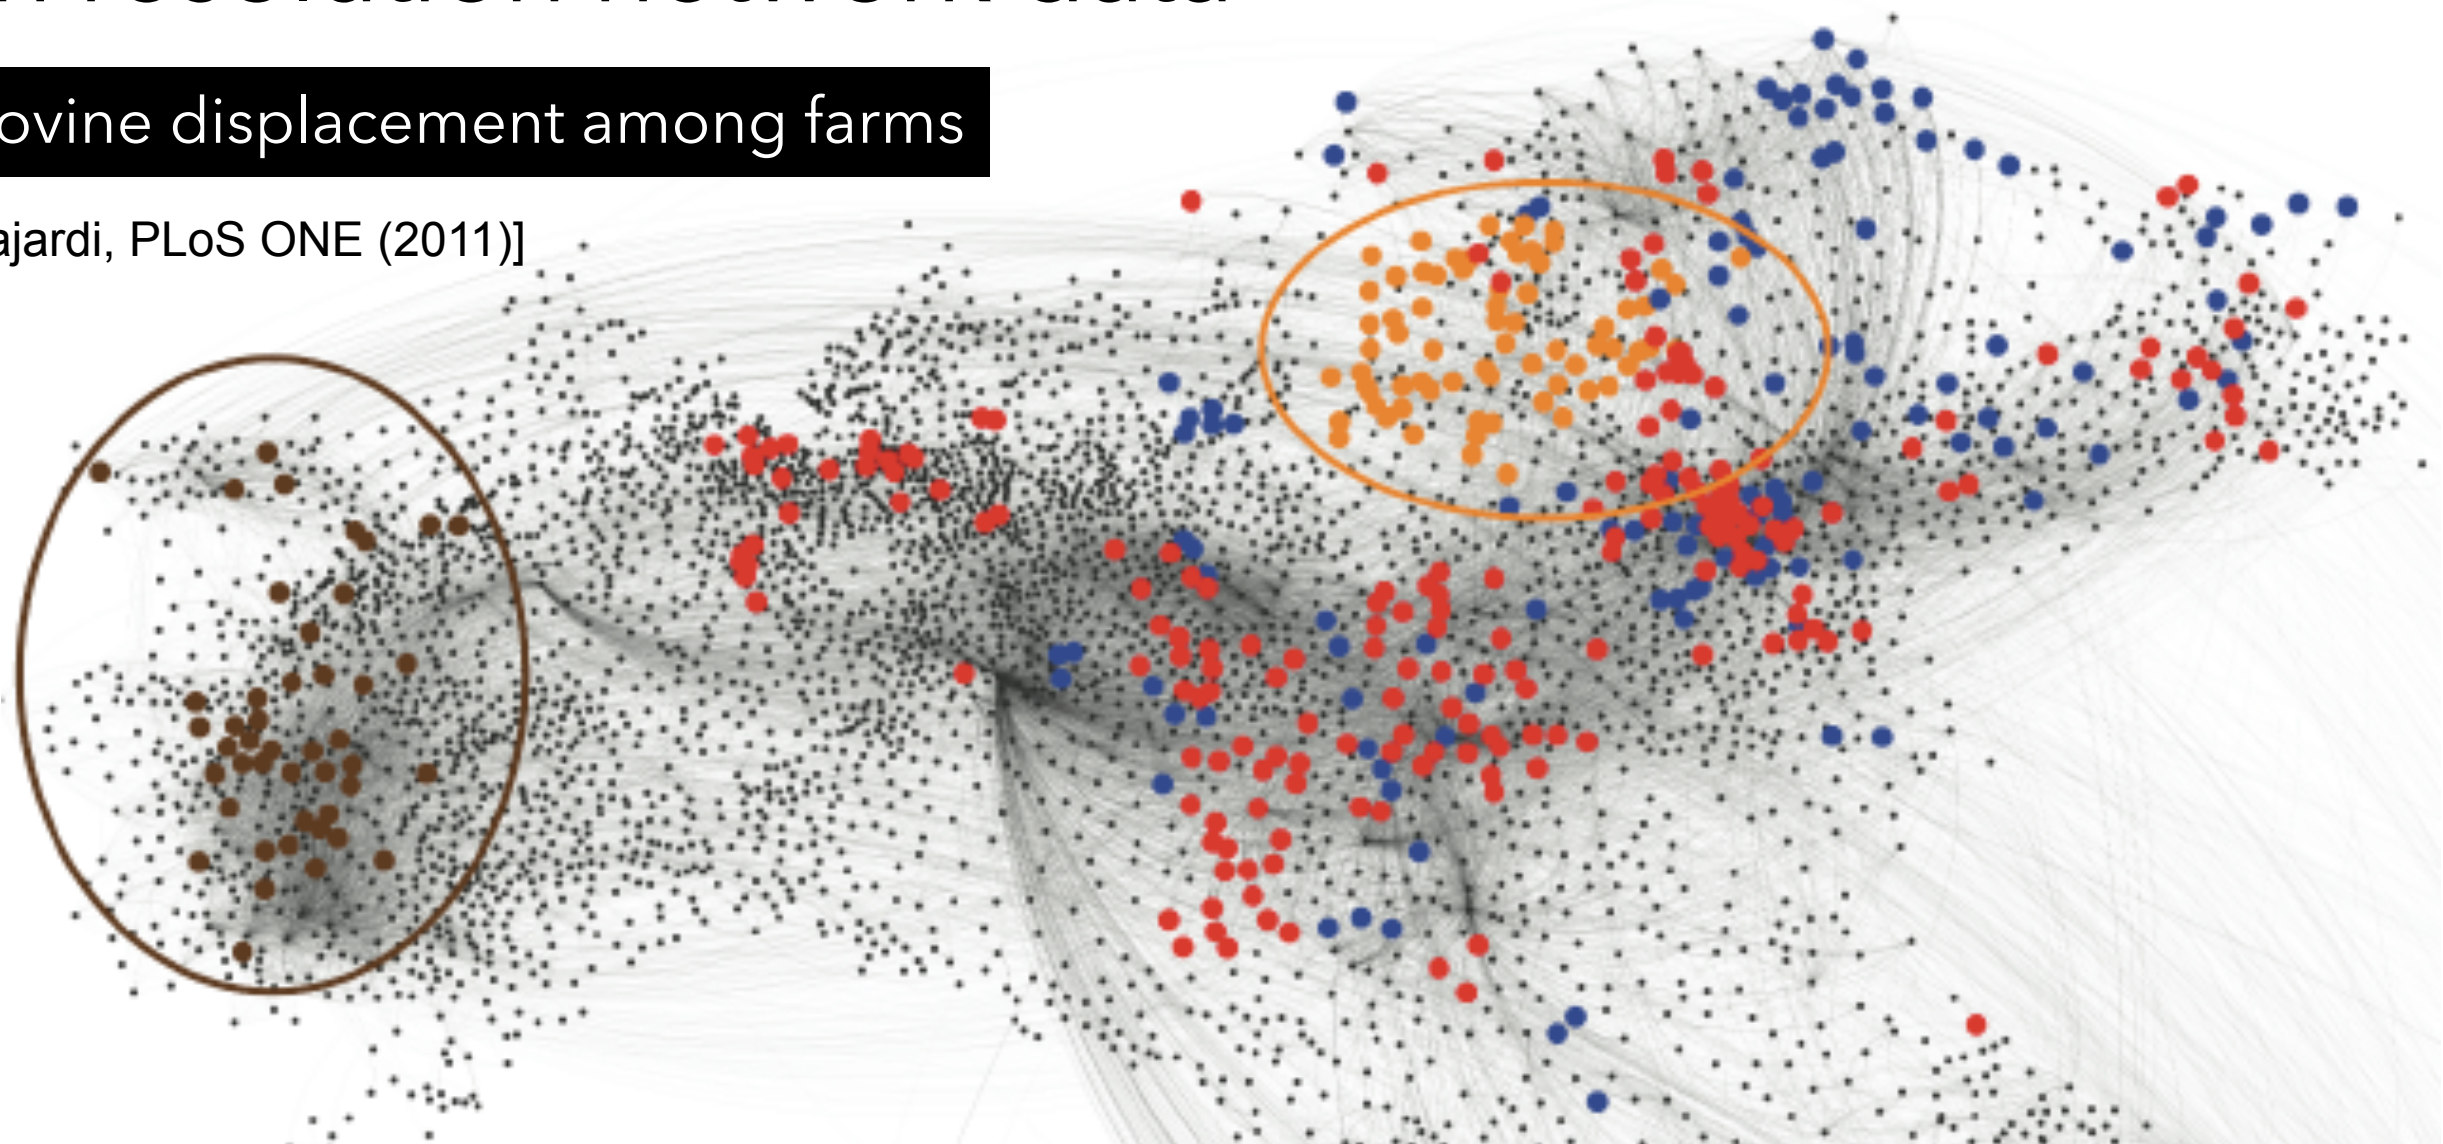 ovine displacement among farms
ajardi, PLoS ONE (2011)]